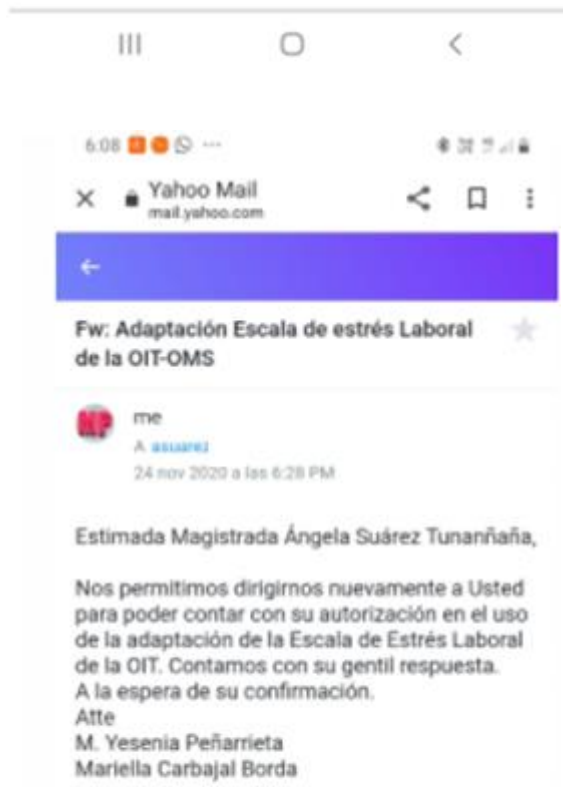 6:08
Yahoo Mail
mail.yahoo.com
Fw: Adaptación Escala de estrés Laboral
de la OIT-OMS
me
A asuarez
24 nov 2020 a las 6:28 PM
Estimada Magistrada Ángela Suárez Tunanñaña,
Nos permitimos dirigirnos nuevamente a Usted
para poder contar con su autorización en el uso
de la adaptación de la Escala de Estrés Laboral
de la OIT. Contamos con su gentil respuesta.
A la espera de su confirmación.
Atte
M. Yesenia Peñarrieta
Mariella Carbajal Borda